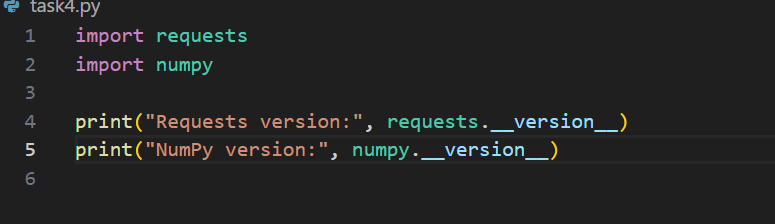 task4.py
1 import requests
2 import numpy
3
4 print("Requests version:", requests.__version__)
5 print("NumPy version:", numpy.__version__)
6